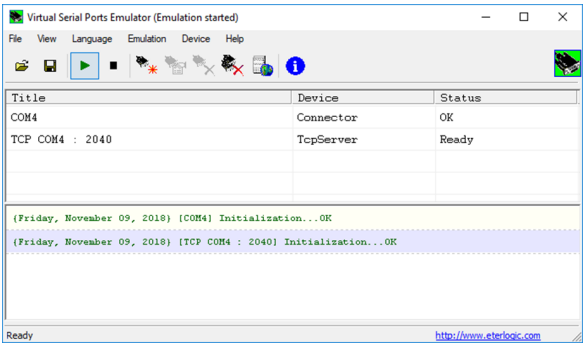 Virtual Serial Ports Emulator (Emulation started)
File View Language Emulation Device Help
Title Device Status
COM4 Connector OK
TCP COM4 : 2040 TcpServer Ready
{Friday, November 09, 2018} [COM4] Initialization...OK
{Friday, November 09, 2018} [TCP COM4 : 2040] Initialization...OK
Ready http://www.eterlogic.com